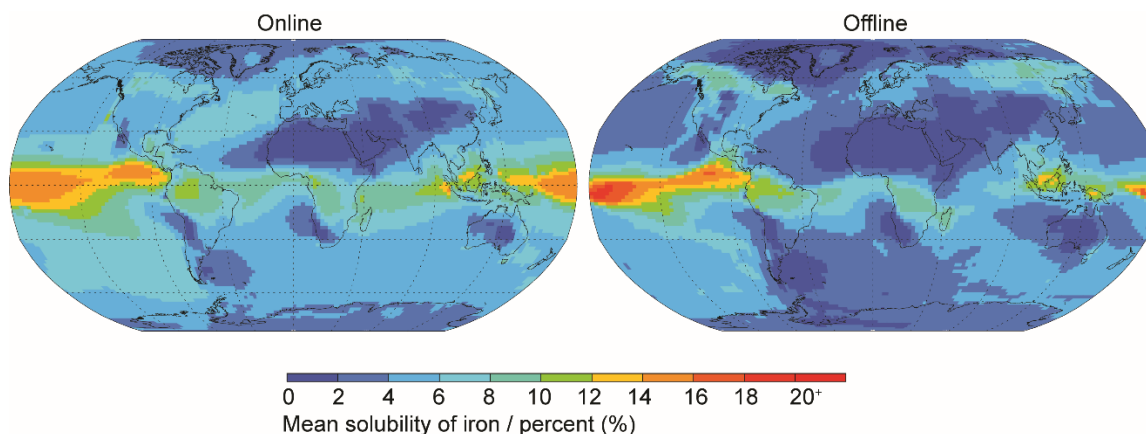 Online Offline
0 2 4 6 8 10 12 14 16 18 20+
Mean solubility of iron / percent (%)